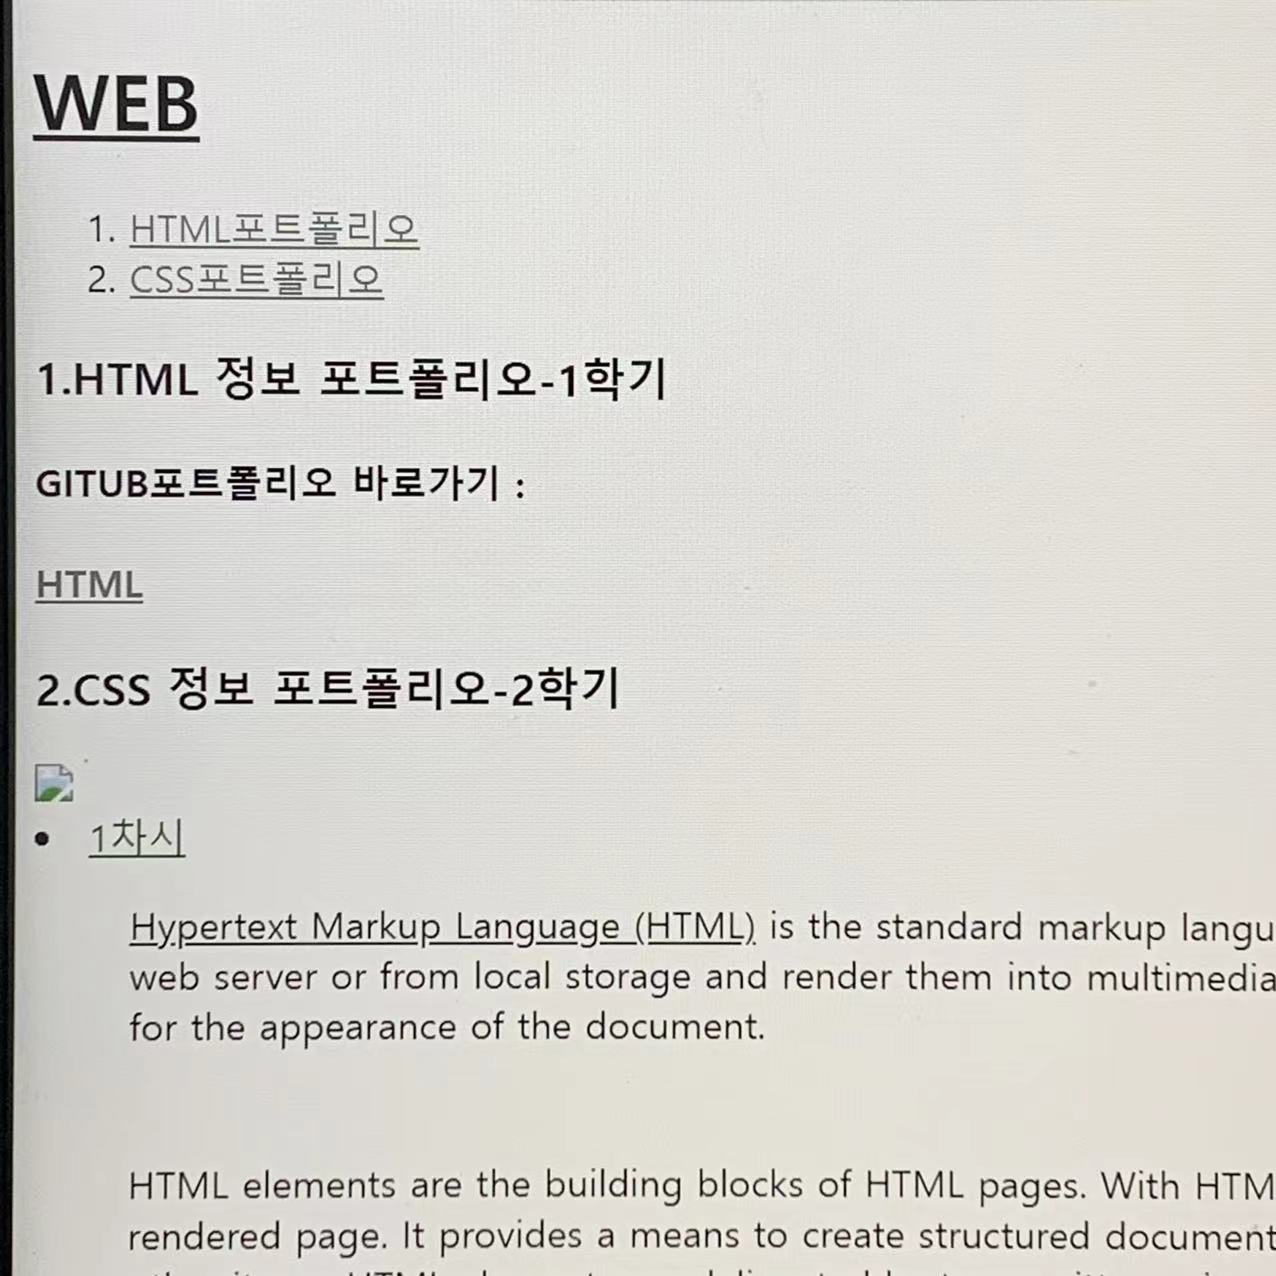 WEB
1. HTML포트폴리오
2. CSS포트폴리오
1.HTML 정보 포트폴리오-1학기
GITUB포트폴리오 바로가기 :
HTML
2.CSS 정보 포트폴리오-2학기
• 1차시
Hypertext Markup Language (HTML) is the standard markup langu
web server or from local storage and render them into multimedia
for the appearance of the document.
HTML elements are the building blocks of HTML pages. With HTM
rendered page. It provides a means to create structured document